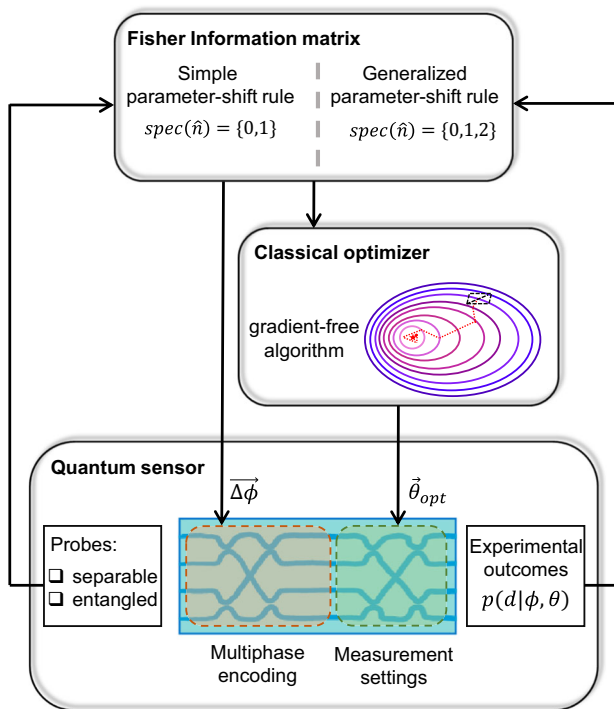 Fisher Information matrix
Simple
parameter-shift rule
spec(n̂) = {0,1}
Generalized
parameter-shift rule
spec(n̂) = {0,1,2}
Classical optimizer
gradient-free
algorithm
Quantum sensor
Δϕ⃗
θ⃗opt
Probes:
❑ separable
❑ entangled
Experimental
outcomes
p(d|ϕ, θ)
Multiphase
encoding
Measurement
settings